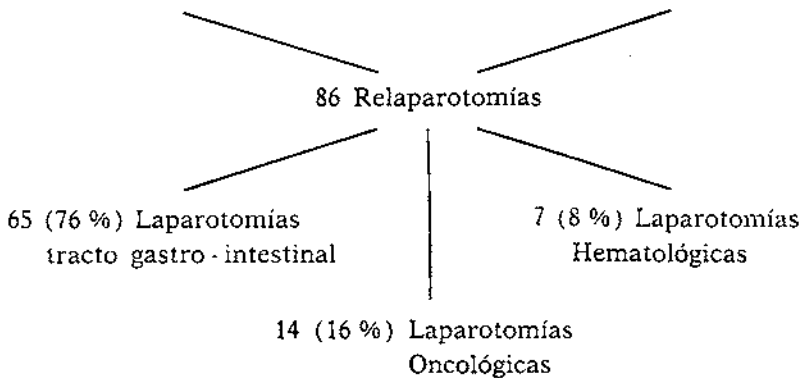 86 Relaparotomías
65 (76 %) Laparotomías
tracto gastro-intestinal
7 (8 %) Laparotomías
Hematológicas
14 (16 %) Laparotomías
Oncológicas